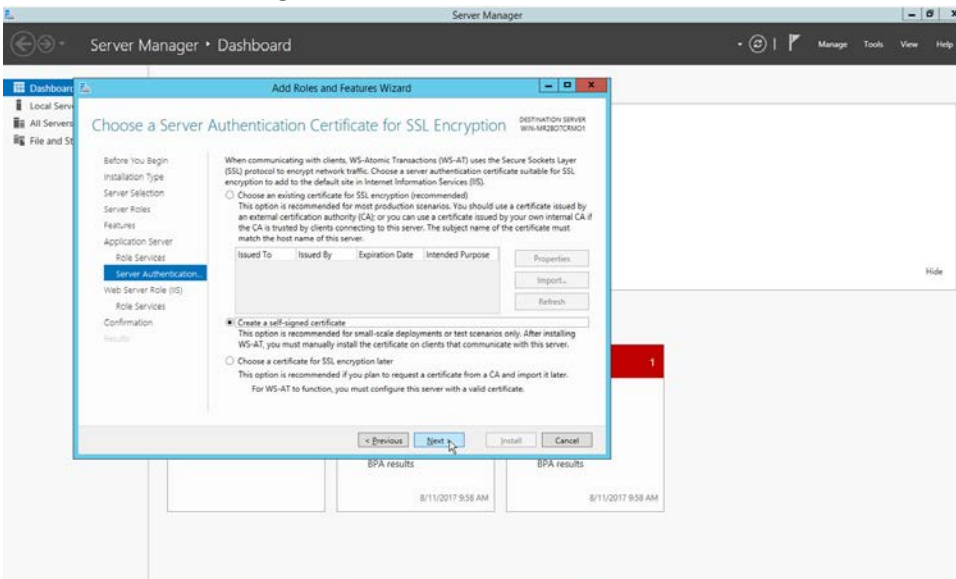 Server Manager
Server Manager • Dashboard
Manage Tools View Help
Dashboard
Local Serv
All Servers
File and St
Add Roles and Features Wizard
Choose a Server Authentication Certificate for SSL Encryption
DESTINATION SERVER
Before You Begin
Installation Type
Server Selection
Server Roles
Features
Application Server
Role Services
Server Authentication...
Web Server Role (IIS)
Role Services
Confirmation
Results
When communicating with clients, WS-Atomic Transactions (WS-AT) uses the Secure Sockets Layer
(SSL) protocol to encrypt network traffic. Choose a server authentication certificate suitable for SSL
encryption to add to the default site in Internet Information Services (IIS).
Choose an existing certificate for SSL encryption (recommended)
This option is recommended for most production scenarios. You should use a certificate issued by
an external certification authority (CA); or you can use a certificate issued by your own internal CA if
the CA is trusted by clients connecting to this server. The subject name of the certificate must
match the host name of this server.
Issued To Issued By Expiration Date Intended Purpose
Properties
Import...
Refresh
Create a self-signed certificate
This option is recommended for small-scale deployments or test scenarios only. After installing
WS-AT, you must manually install the certificate on clients that communicate with this server.
Choose a certificate for SSL encryption later
This option is recommended if you plan to request a certificate from a CA and import it later.
For WS-AT to function, you must configure this server with a valid certificate.
< Previous Next > Install Cancel
Hide
1
BPA results
8/11/2017 9:58 AM
BPA results
8/11/2017 9:58 AM